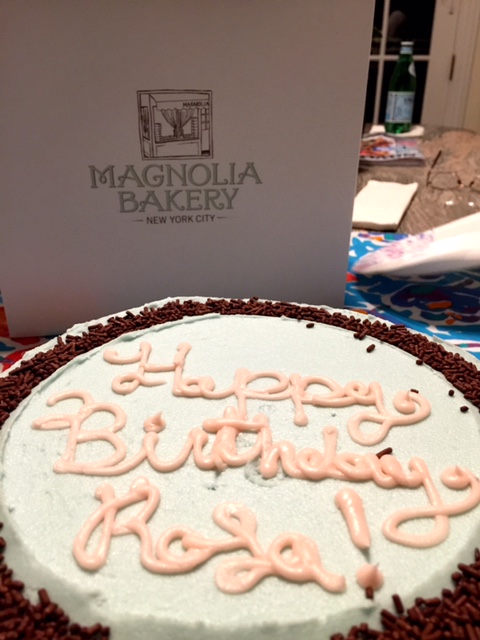 MAGNOLIA
MAGNOLIA
BAKERY
NEW YORK CITY
Happy
Birthday
Rosa!